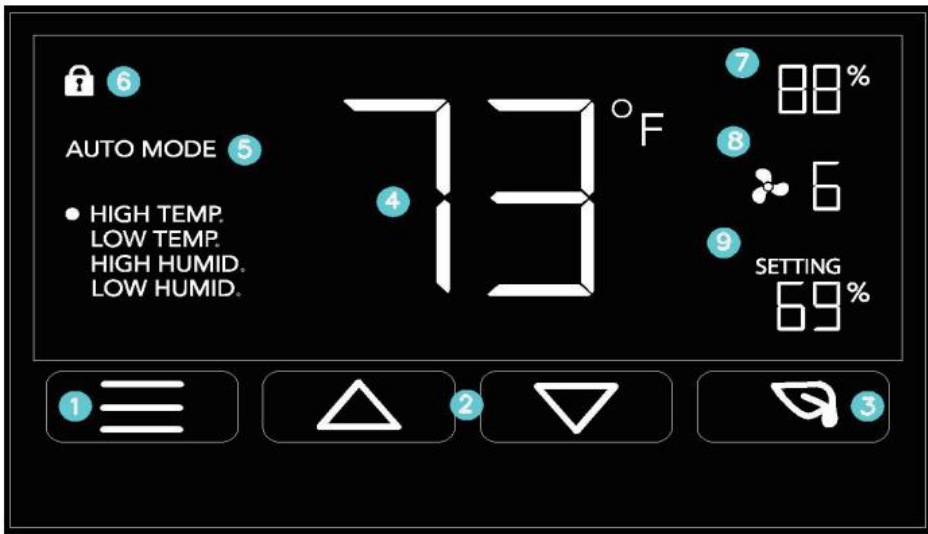 6
AUTO MODE 5
HIGH TEMP.
LOW TEMP.
HIGH HUMID.
LOW HUMID.
4
73°F
7
88%
8
6
9
SETTING
69%
1
2
3